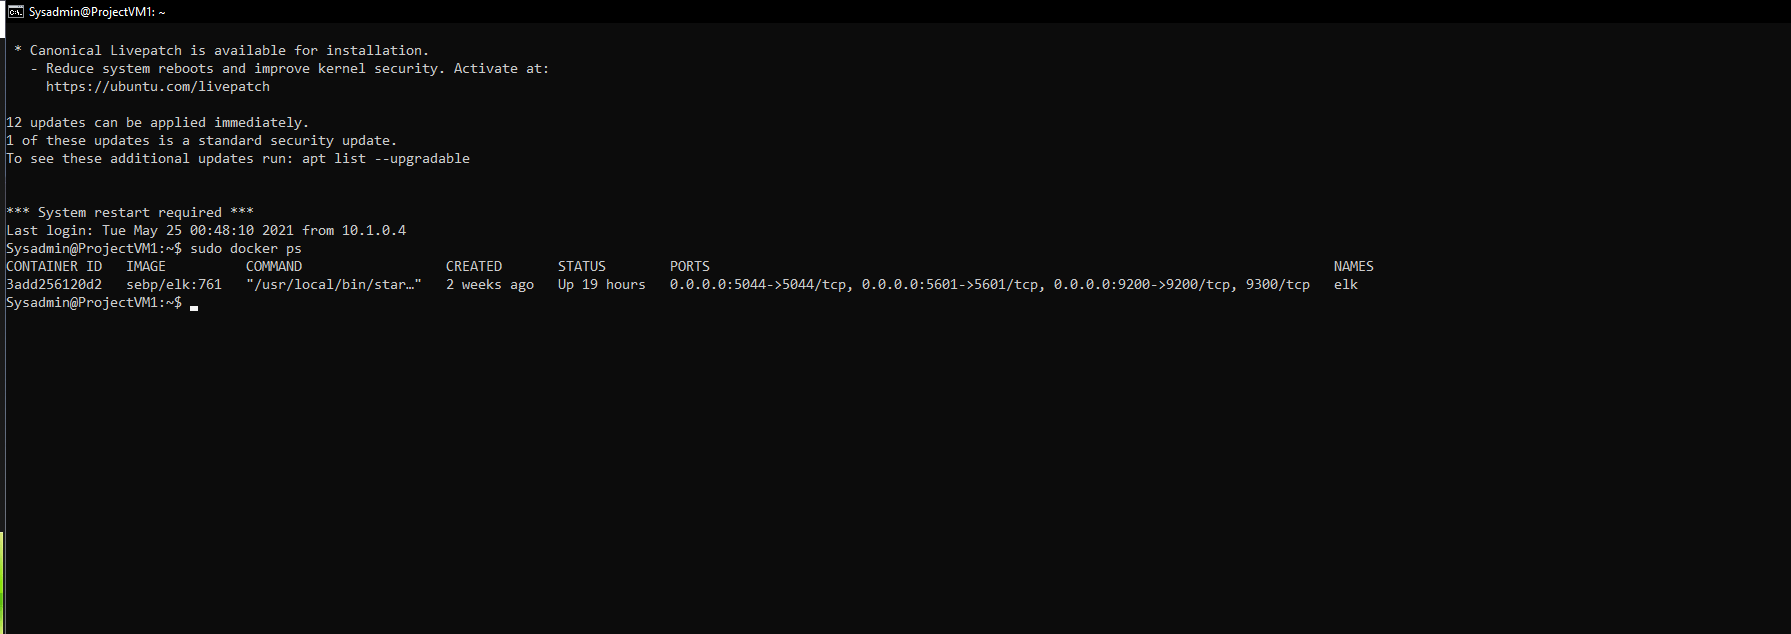 Sysadmin@ProjectVM1: ~
* Canonical Livepatch is available for installation.
- Reduce system reboots and improve kernel security. Activate at:
https://ubuntu.com/livepatch
12 updates can be applied immediately.
1 of these updates is a standard security update.
To see these additional updates run: apt list --upgradable
*** System restart required ***
Last login: Tue May 25 00:48:10 2021 from 10.1.0.4
Sysadmin@ProjectVM1:~$ sudo docker ps
CONTAINER ID   IMAGE          COMMAND                  CREATED       STATUS        PORTS                                                                              NAMES
3add256120d2   sebp/elk:761   "/usr/local/bin/star…"   2 weeks ago   Up 19 hours   0.0.0.0:5044->5044/tcp, 0.0.0.0:5601->5601/tcp, 0.0.0.0:9200->9200/tcp, 9300/tcp   elk
Sysadmin@ProjectVM1:~$